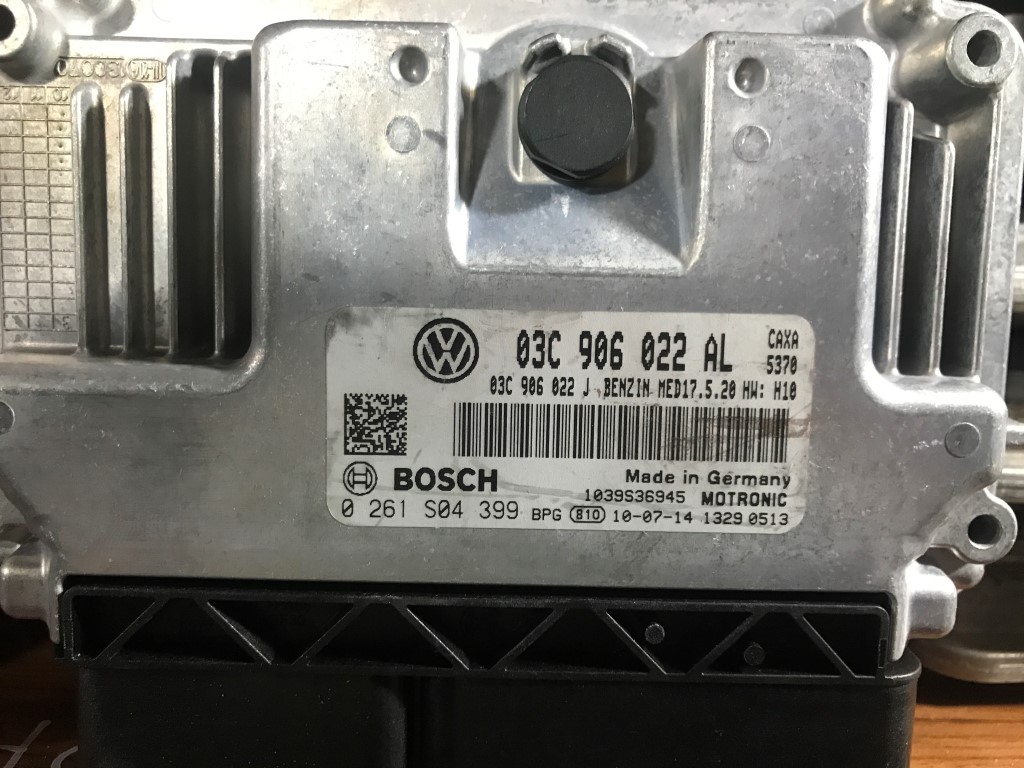 03C 906 022 AL CAXA
5370
03C 906 022 J BENZIN MED17.5.20 HW: H10
BOSCH
Made in Germany
1039S36945 MOTRONIC
0 261 S04 399 BPG 810 10-07-14 1329 0513